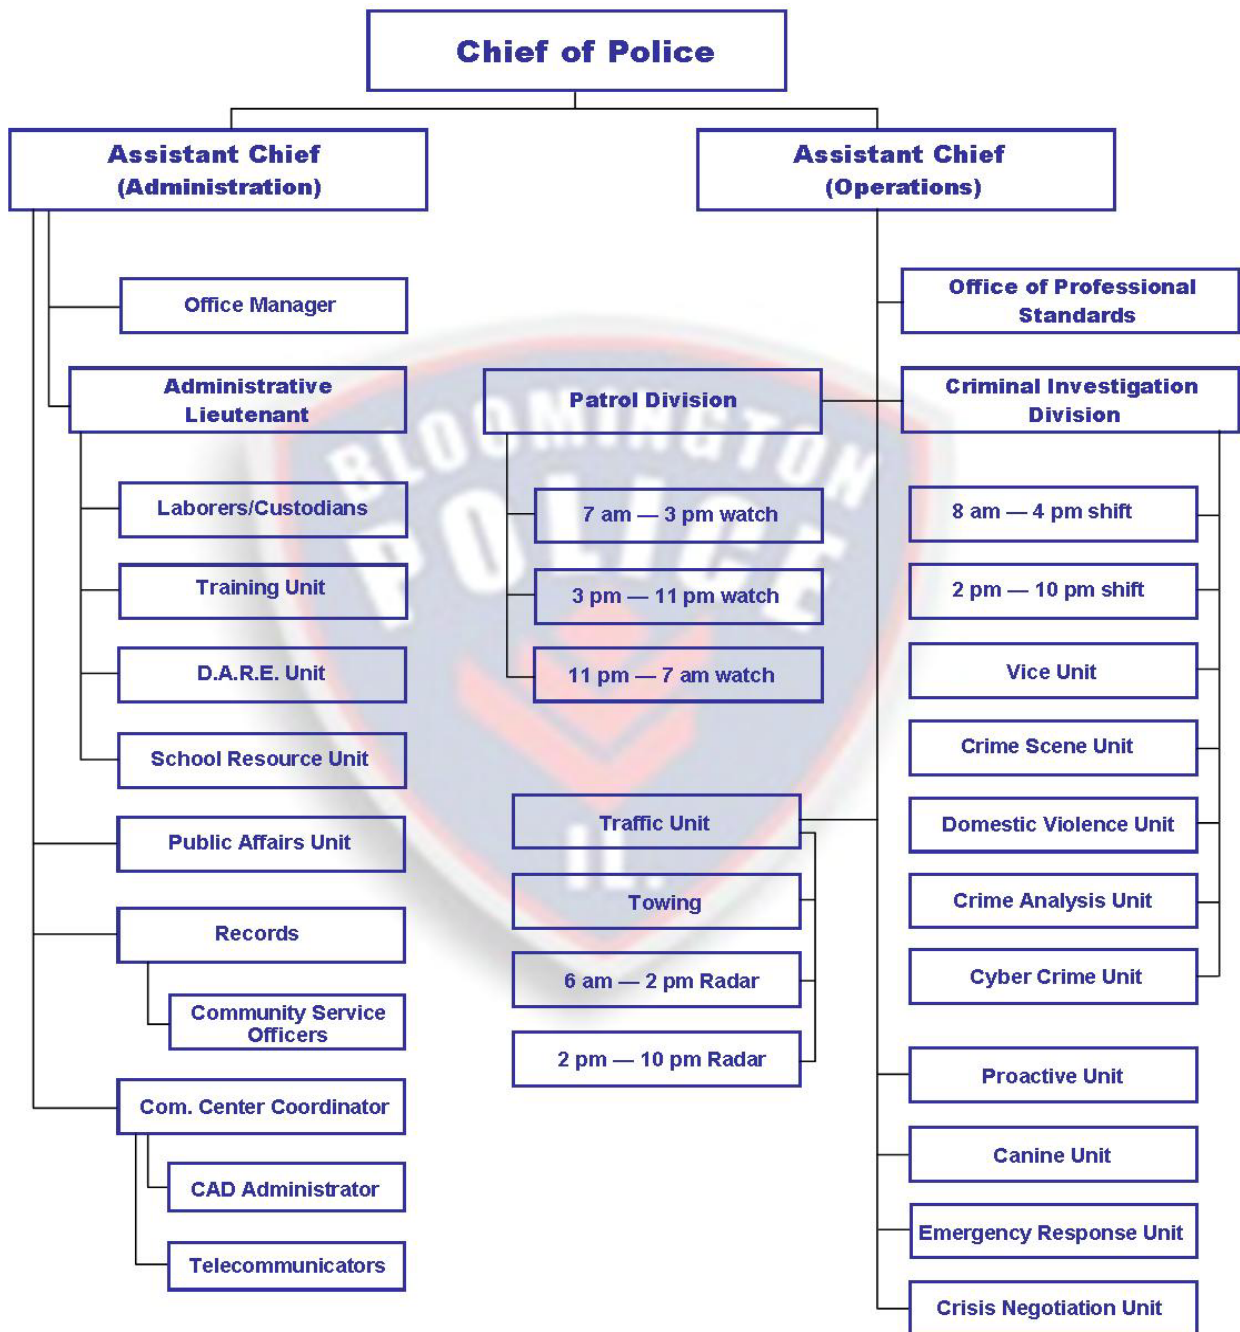 Chief of Police
Assistant Chief
(Administration)
Assistant Chief
(Operations)
Office Manager
Administrative
Lieutenant
Laborers/Custodians
Training Unit
D.A.R.E. Unit
School Resource Unit
Public Affairs Unit
Records
Community Service
Officers
Com. Center Coordinator
CAD Administrator
Telecommunicators
Patrol Division
7 am — 3 pm watch
3 pm — 11 pm watch
11 pm — 7 am watch
Traffic Unit
Towing
6 am — 2 pm Radar
2 pm — 10 pm Radar
Office of Professional
Standards
Criminal Investigation
Division
8 am — 4 pm shift
2 pm — 10 pm shift
Vice Unit
Crime Scene Unit
Domestic Violence Unit
Crime Analysis Unit
Cyber Crime Unit
Proactive Unit
Canine Unit
Emergency Response Unit
Crisis Negotiation Unit
BLOOMINGTON
POLICE
IL.